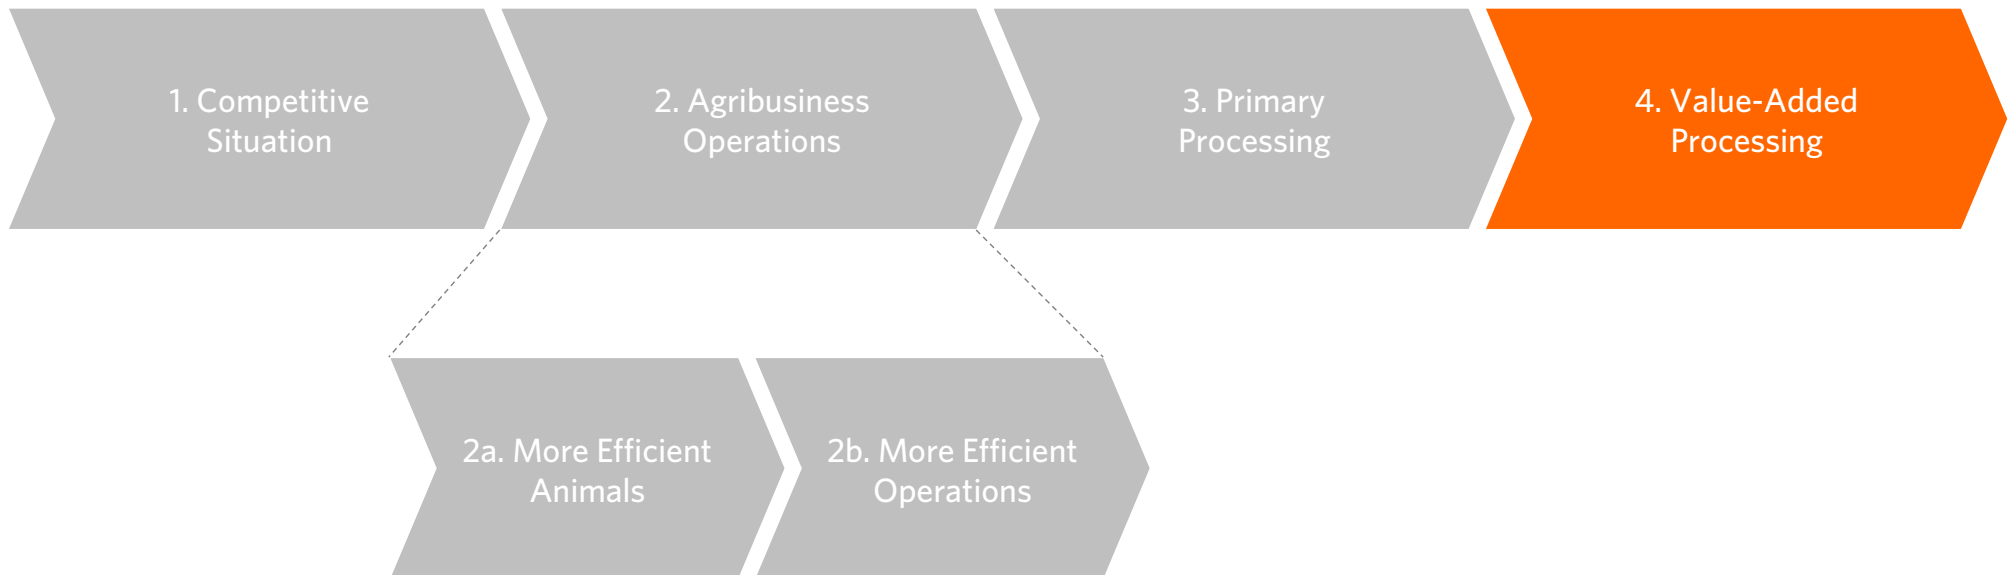 1. Competitive
Situation
2. Agribusiness
Operations
3. Primary
Processing
4. Value-Added
Processing
2a. More Efficient
Animals
2b. More Efficient
Operations